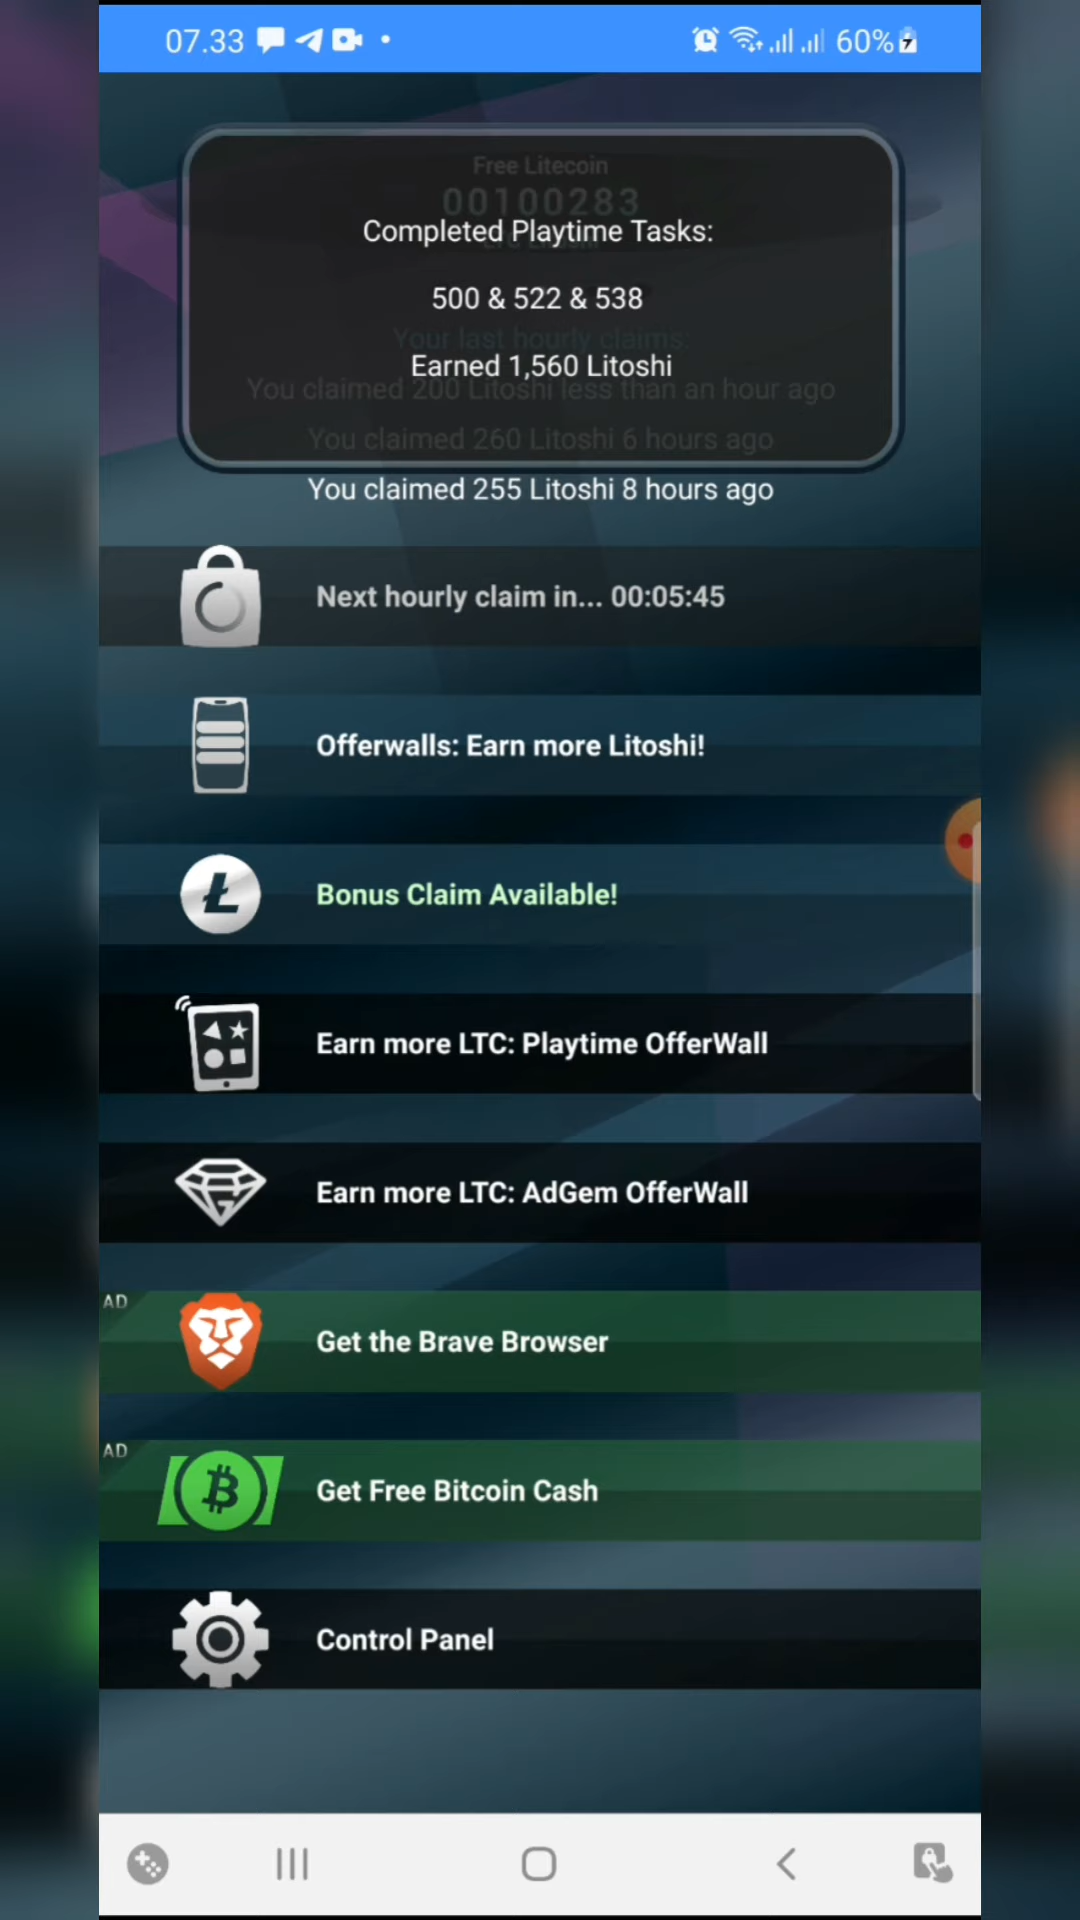 07.33
60%
Free Litecoin
00100283
Completed Playtime Tasks:
500 & 522 & 538
Your last hourly claims:
Earned 1,560 Litoshi
You claimed 200 Litoshi less than an hour ago
You claimed 260 Litoshi 6 hours ago
You claimed 255 Litoshi 8 hours ago
Next hourly claim in... 00:05:45
Offerwalls: Earn more Litoshi!
Bonus Claim Available!
Earn more LTC: Playtime OfferWall
Earn more LTC: AdGem OfferWall
AD
Get the Brave Browser
AD
Get Free Bitcoin Cash
Control Panel